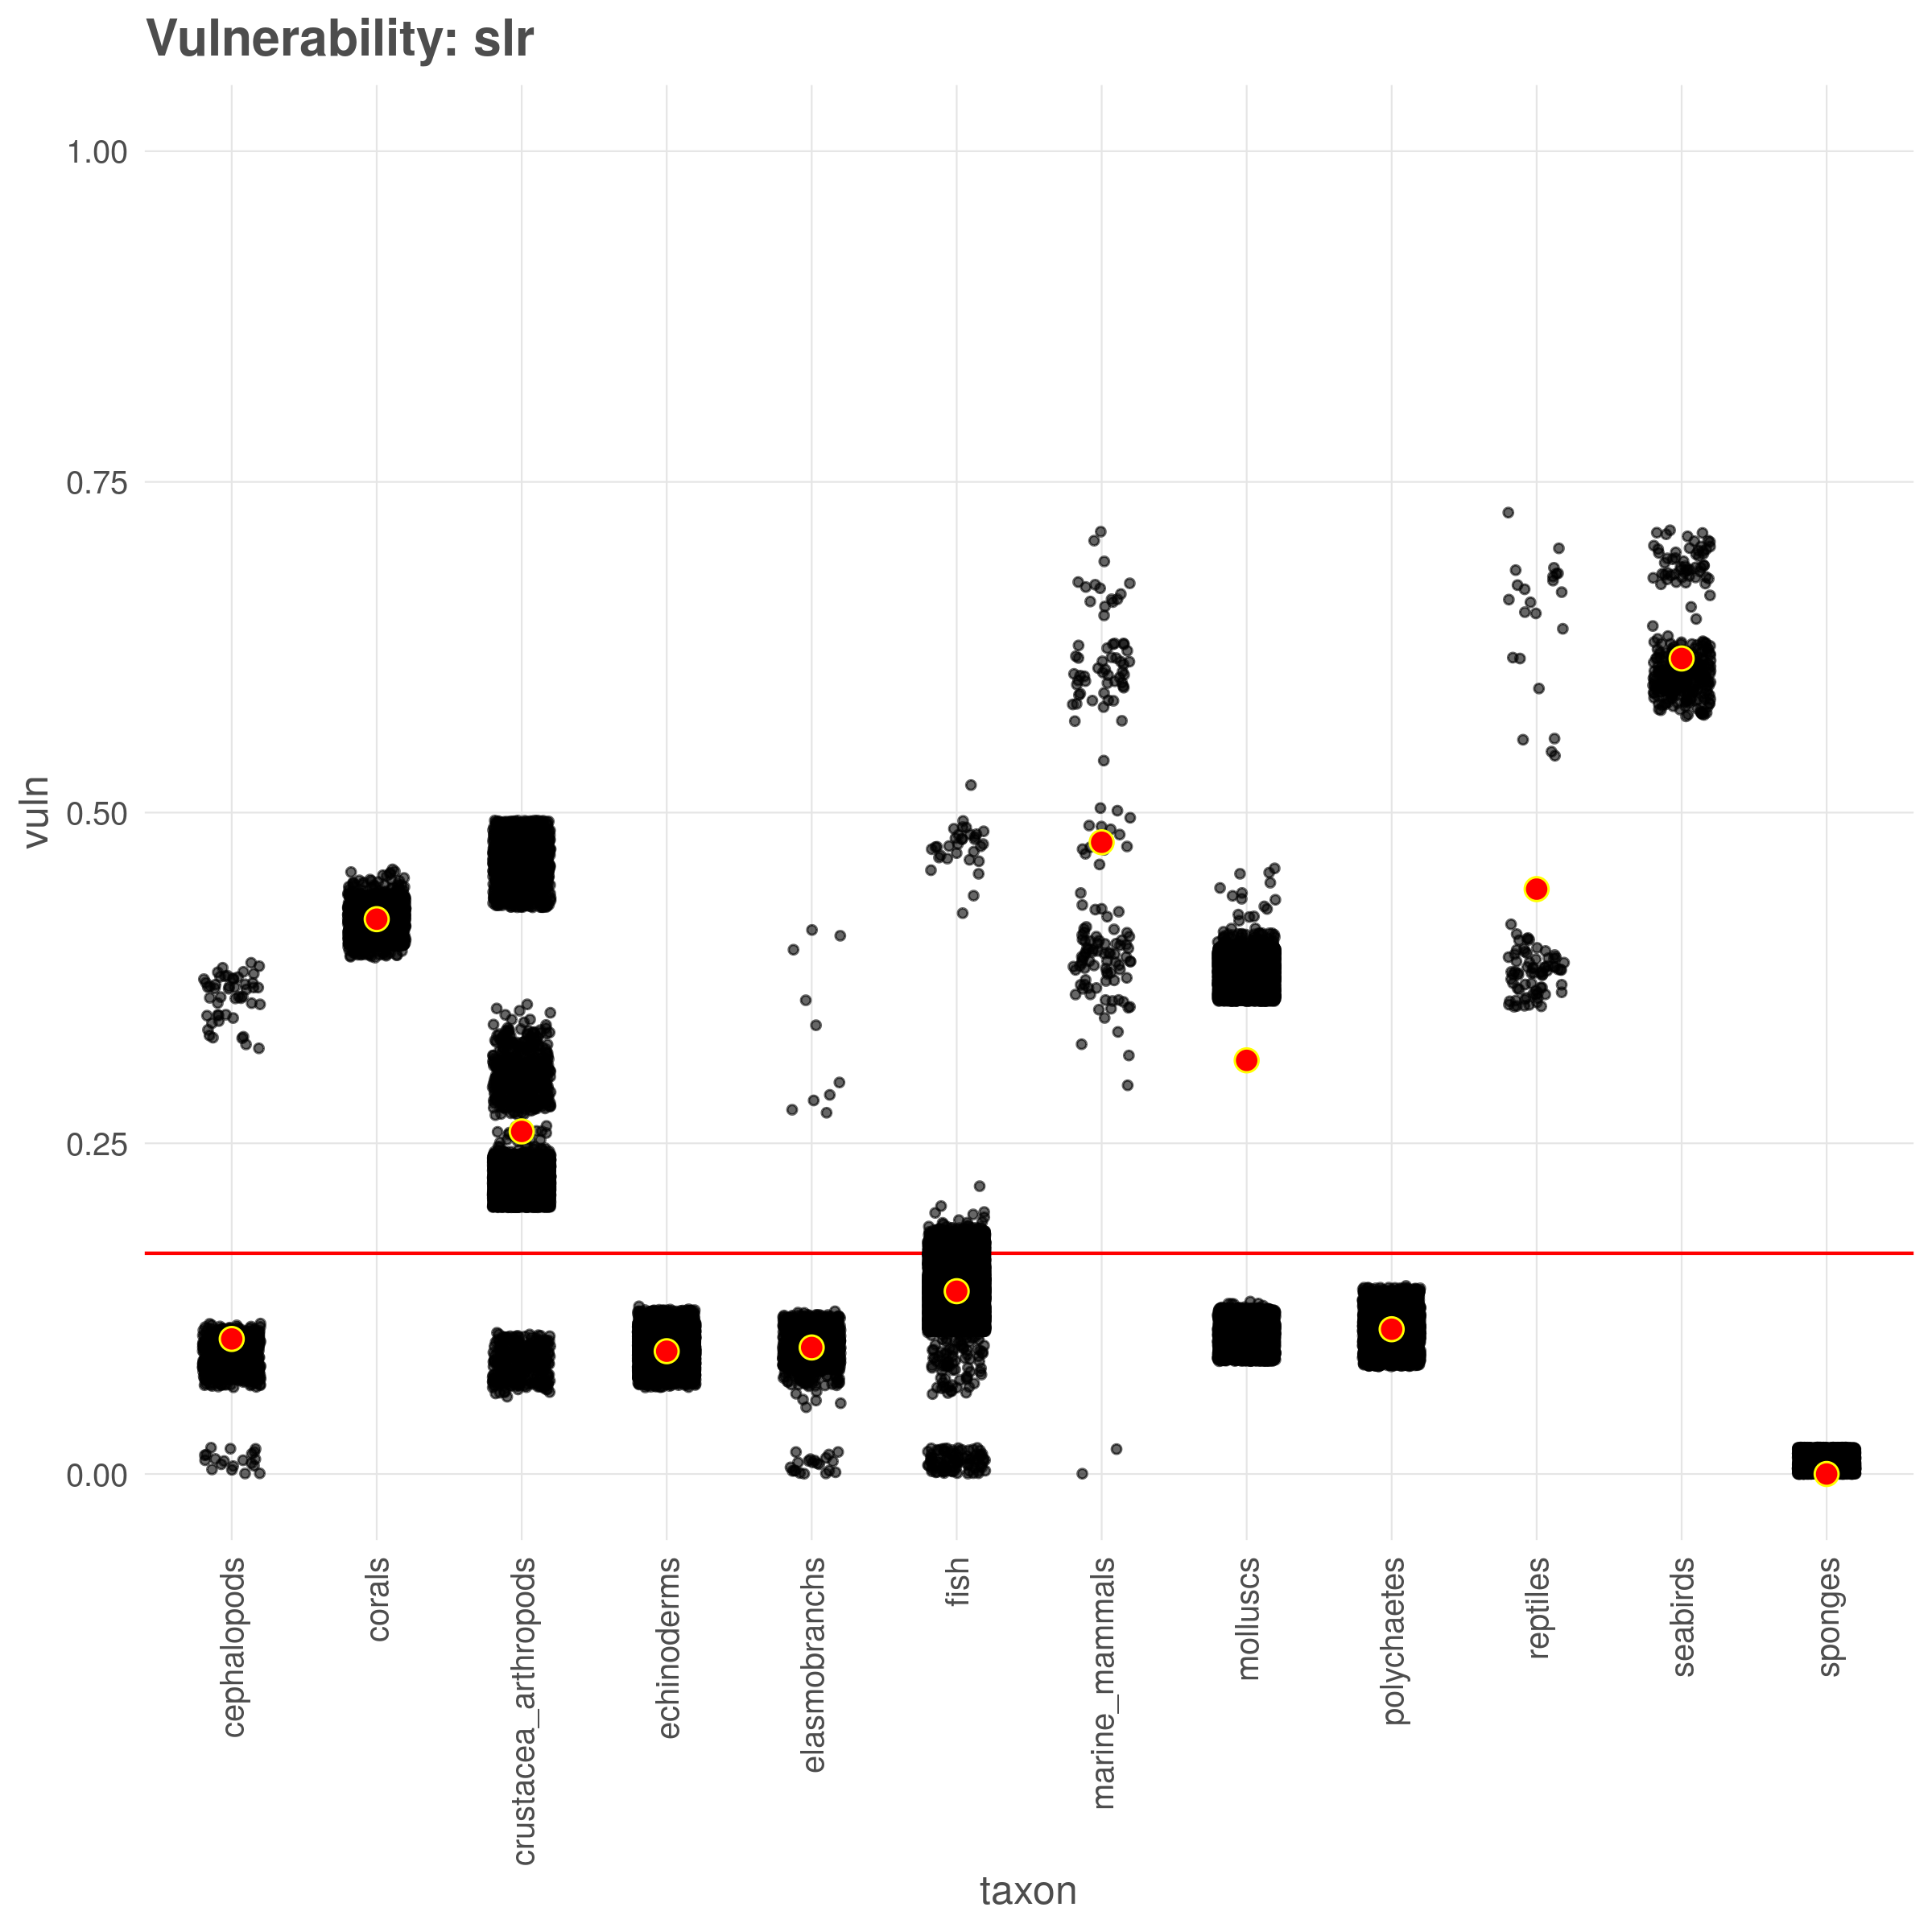 Vulnerability: slr
vuln
1.00
0.75
0.50
0.25
0.00
cephalopods
corals
crustacea_arthropods
echinoderms
elasmobranchs
fish
marine_mammals
molluscs
polychaetes
reptiles
seabirds
sponges
taxon